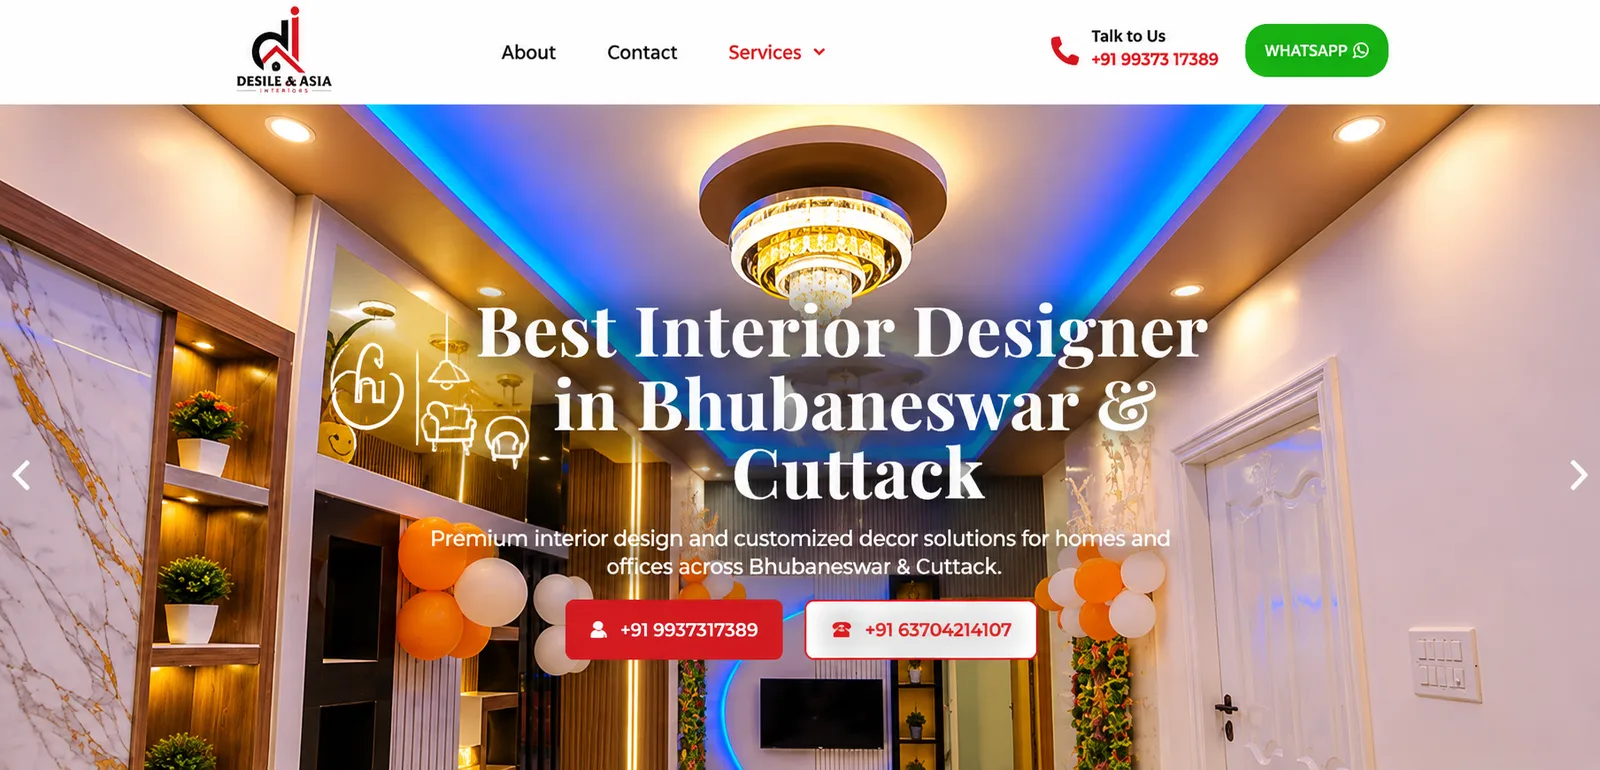 DESILE & ASIA
INTERIORS
About
Contact
Services
Talk to Us
+91 99373 17389
WHATSAPP
Best Interior Designer
in Bhubaneswar &
Cuttack
Premium interior design and customized decor solutions for homes and
offices across Bhubaneswar & Cuttack.
+91 9937317389
+91 63704214107